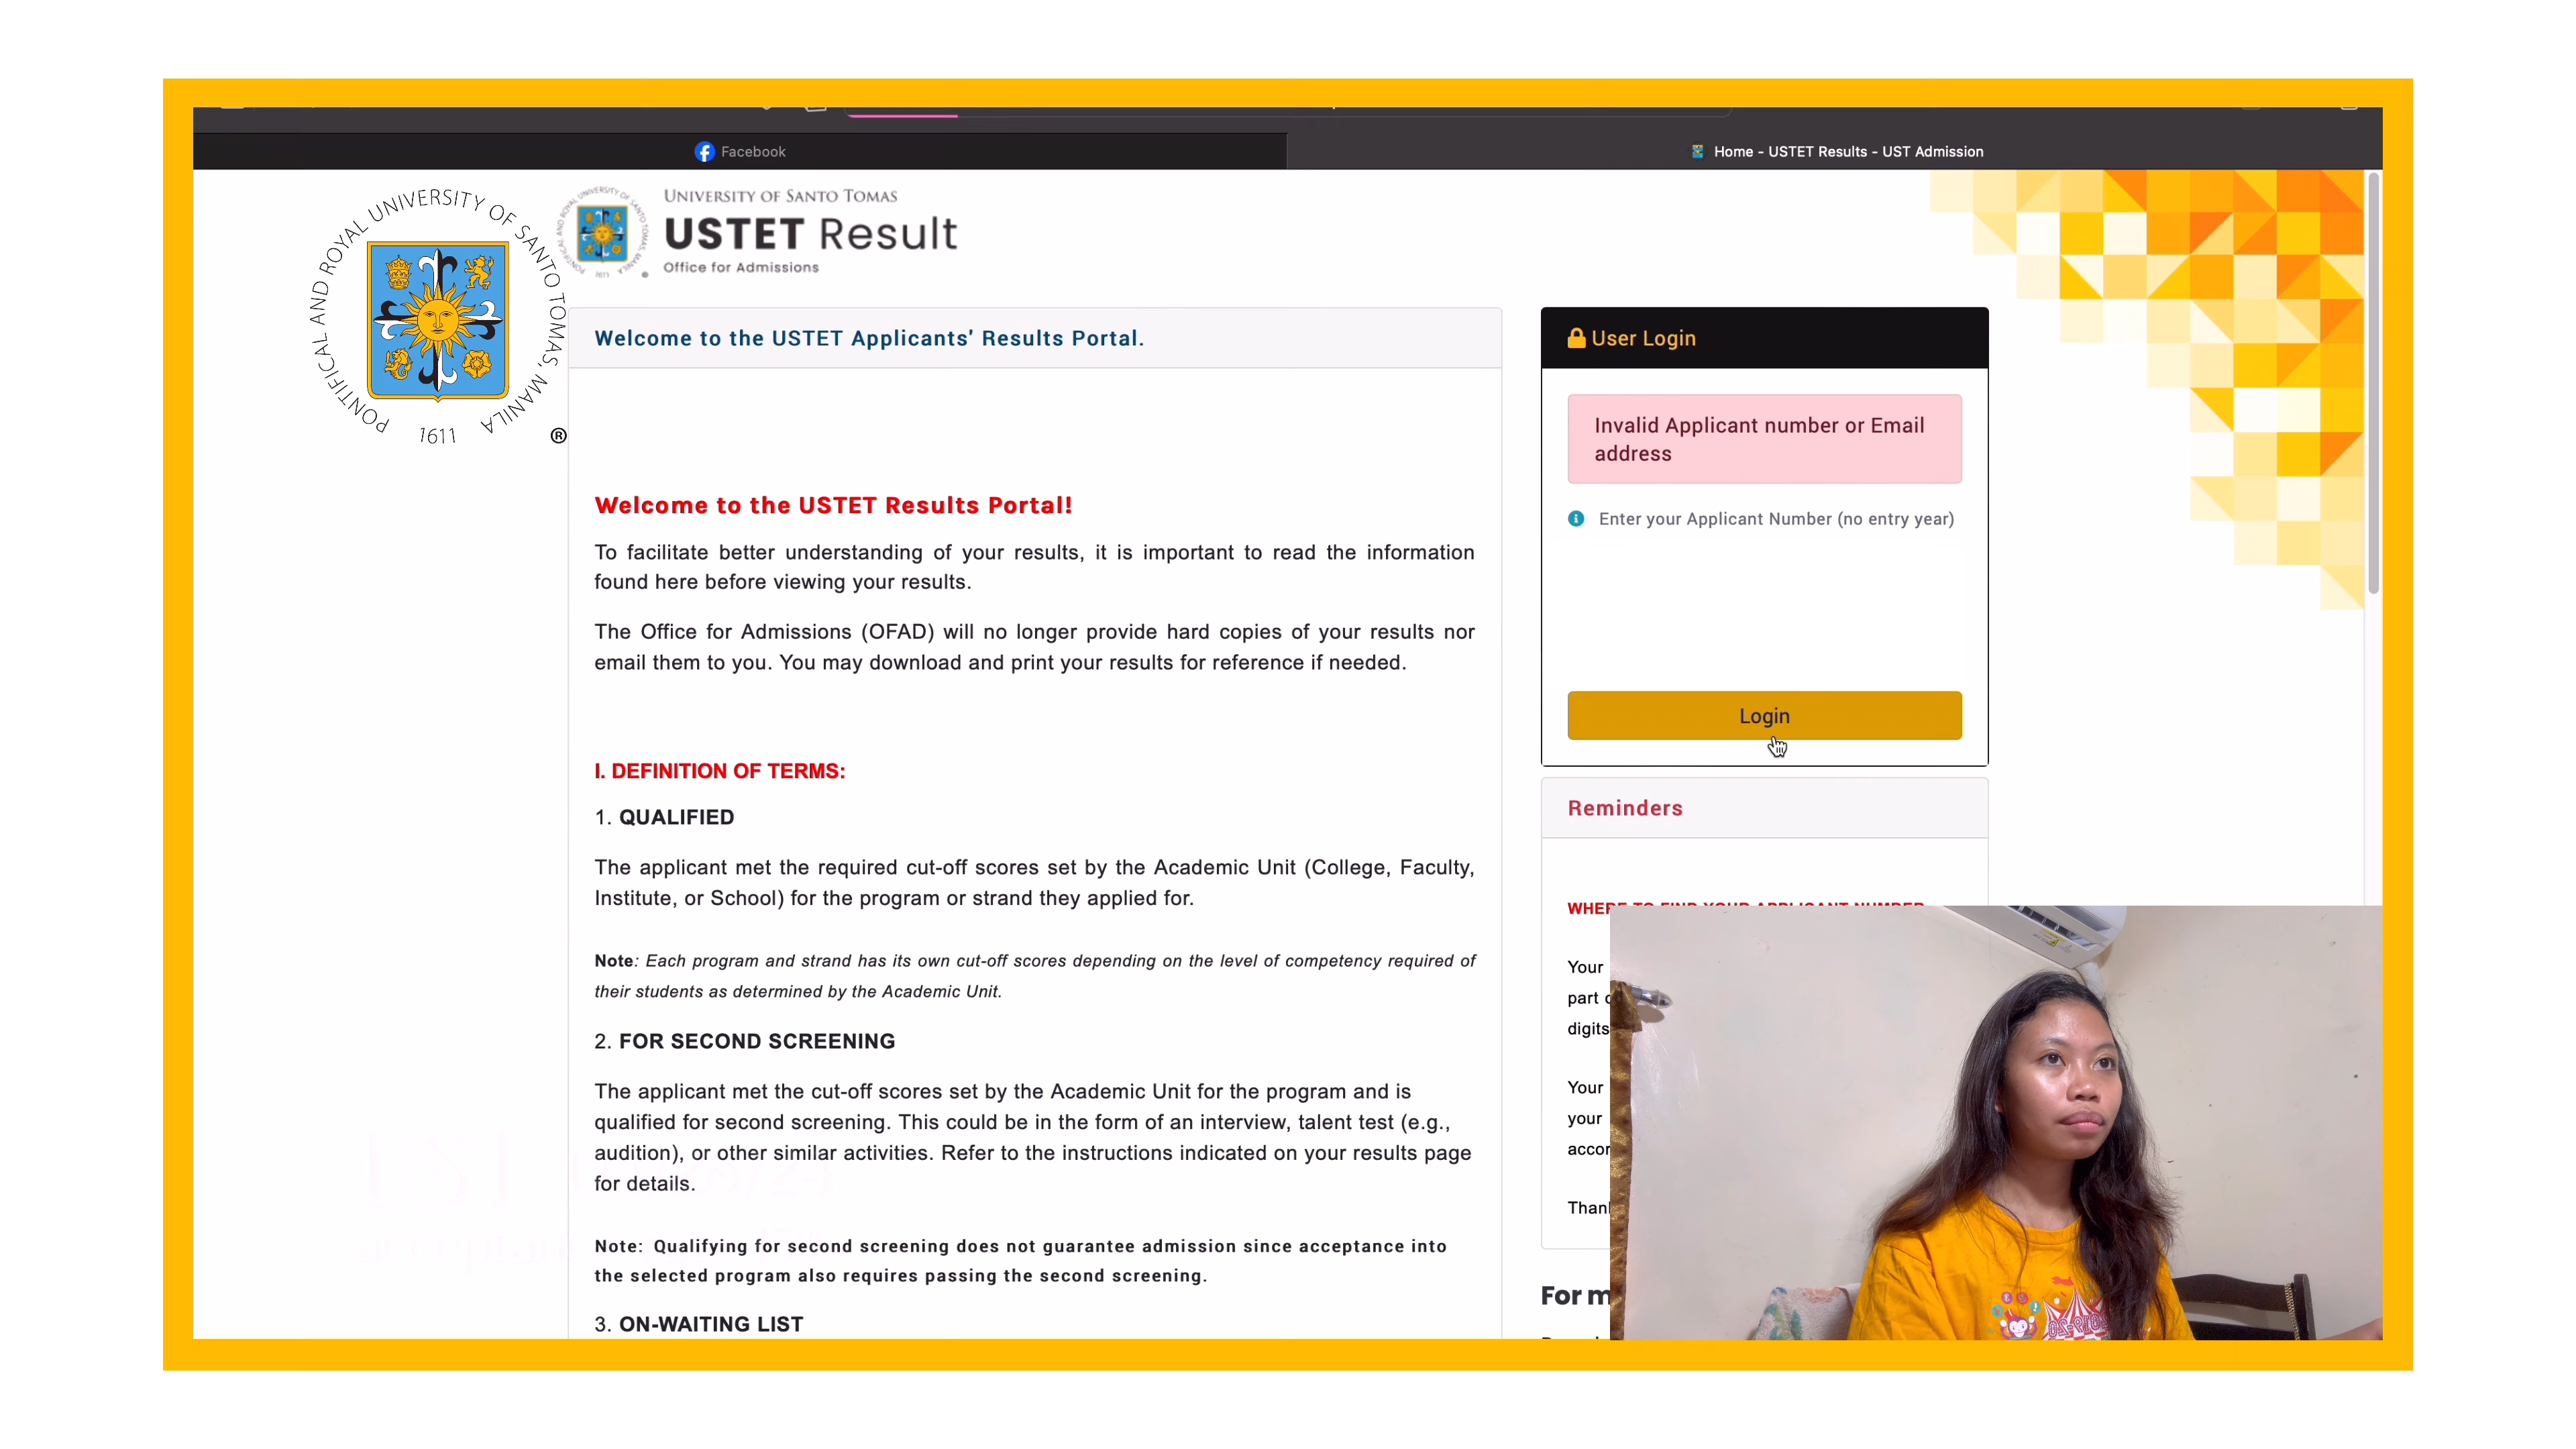 Facebook
Home - USTET Results - UST Admission
PONTIFICAL AND ROYAL UNIVERSITY OF SANTO TOMAS, MANILA
1611
®
UNIVERSITY OF SANTO TOMAS
USTET Result
Office for Admissions
Welcome to the USTET Applicants' Results Portal.
Welcome to the USTET Results Portal!
To facilitate better understanding of your results, it is important to read the information
found here before viewing your results.
The Office for Admissions (OFAD) will no longer provide hard copies of your results nor
email them to you. You may download and print your results for reference if needed.
I. DEFINITION OF TERMS:
1. QUALIFIED
The applicant met the required cut-off scores set by the Academic Unit (College, Faculty,
Institute, or School) for the program or strand they applied for.
Note: Each program and strand has its own cut-off scores depending on the level of competency required of
their students as determined by the Academic Unit.
2. FOR SECOND SCREENING
The applicant met the cut-off scores set by the Academic Unit for the program and is
qualified for second screening. This could be in the form of an interview, talent test (e.g.,
audition), or other similar activities. Refer to the instructions indicated on your results page
for details.
Note: Qualifying for second screening does not guarantee admission since acceptance into
the selected program also requires passing the second screening.
3. ON-WAITING LIST
User Login
Invalid Applicant number or Email
address
Enter your Applicant Number (no entry year)
Login
Reminders
WHERE TO FIND YOUR APPLICANT NUMBER
Your
part
digits
Your
your
For m